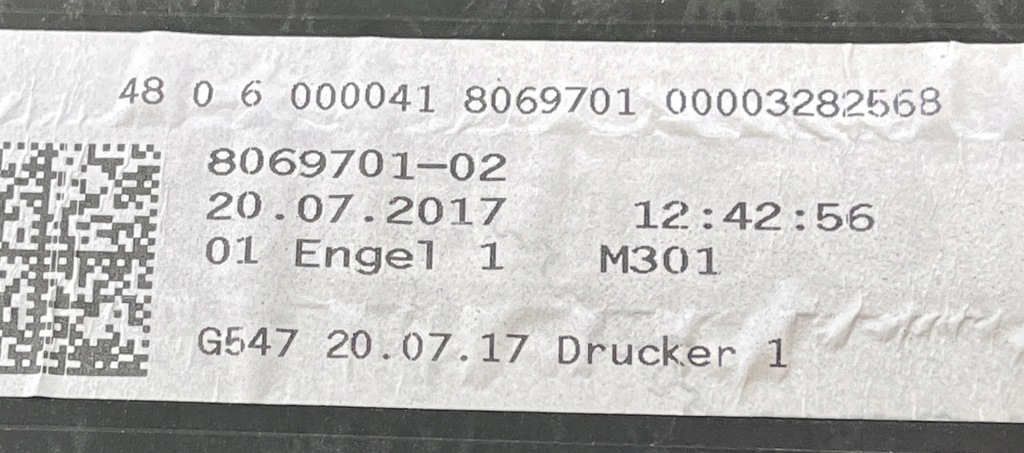 48 0 6 000041 8069701 00003282568
8069701-02
20.07.2017 12:42:56
01 Engel 1 M301
G547 20.07.17 Drucker 1